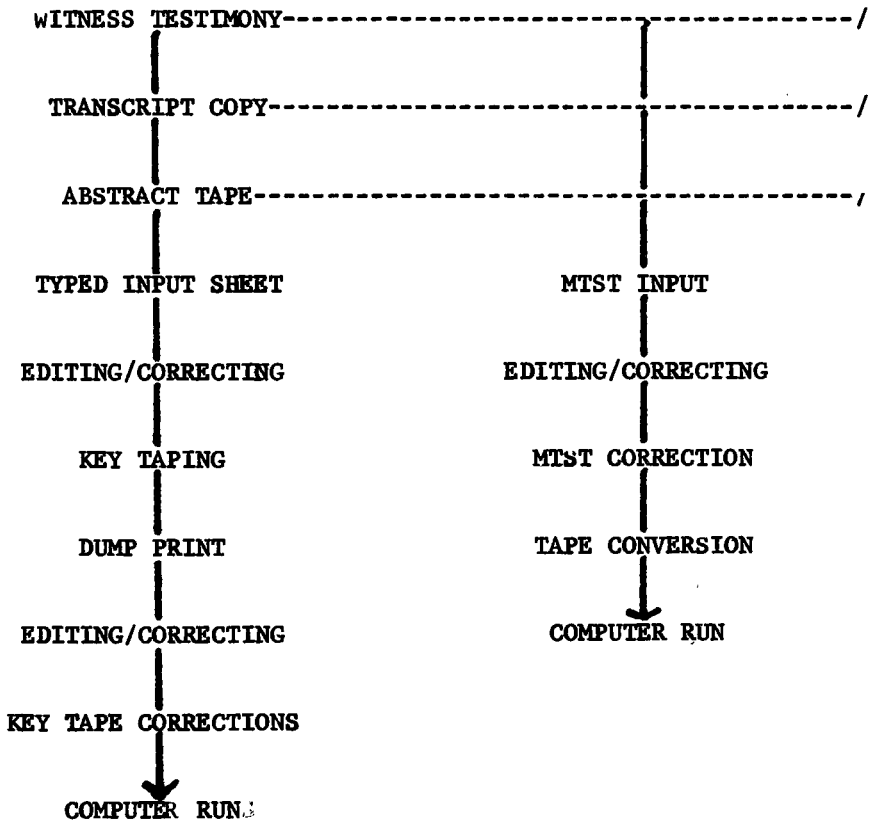 WITNESS TESTIMONY--------------------------------------/
TRANSCRIPT COPY---------------------------------------/
ABSTRACT TAPE----------------------------------------/
TYPED INPUT SHEET MTST INPUT
EDITING/CORRECTING EDITING/CORRECTING
KEY TAPING MTST CORRECTION
DUMP PRINT TAPE CONVERSION
EDITING/CORRECTING COMPUTER RUN
KEY TAPE CORRECTIONS
COMPUTER RUN